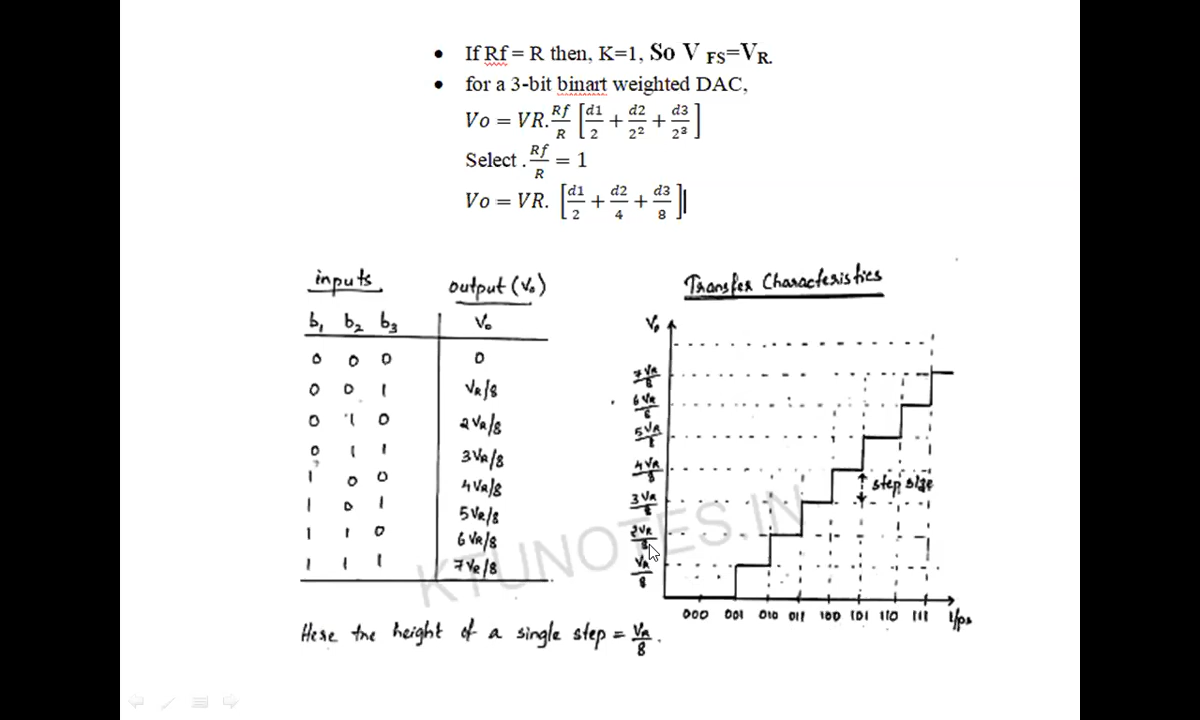 • If Rf = R then, K=1, So V FS=VR.
• for a 3-bit binart weighted DAC,
Vo = VR. Rf/R [d1/2 + d2/2² + d3/2³]
Select . Rf/R = 1
Vo = VR. [d1/2 + d2/4 + d3/8]
inputs output (Vo)
b1 b2 b3 Vo
0 0 0 0
0 0 1 VR/8
0 1 0 2VR/8
0 1 1 3VR/8
1 0 0 4VR/8
1 0 1 5VR/8
1 1 0 6VR/8
1 1 1 7VR/8
Transfer Characteristics
Vo
7VR/8
6VR/8
5VR/8
4VR/8
step size
3VR/8
2VR/8
VR/8
000 001 010 011 100 101 110 111 I/ps
KTUNOTES.IN
Here the height of a single step = VR/8.